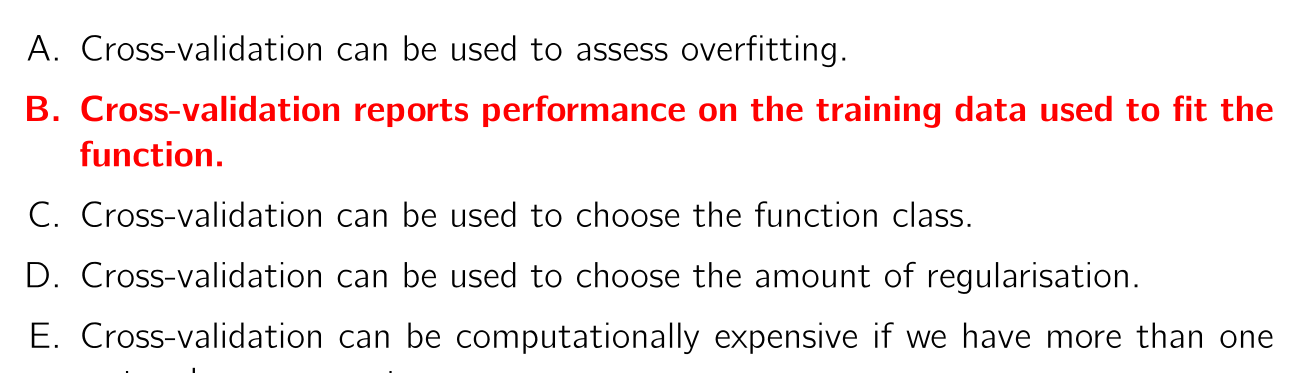 A. Cross-validation can be used to assess overfitting.
B. Cross-validation reports performance on the training data used to fit the
function.
C. Cross-validation can be used to choose the function class.
D. Cross-validation can be used to choose the amount of regularisation.
E. Cross-validation can be computationally expensive if we have more than one